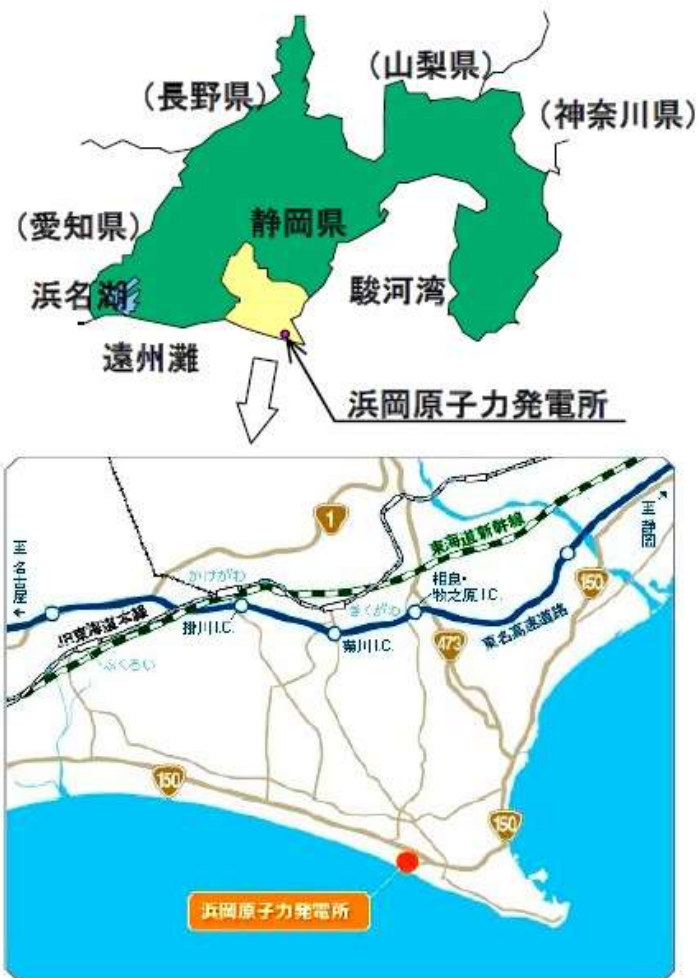 (山梨県)
(長野県)
(神奈川県)
(愛知県)
静岡県
浜名湖
駿河湾
遠州灘
浜岡原子力発電所
1
至静岡
東海道新幹線
至名古屋
かけがわ
150
相良・
牧之原I.C.
きくがわ
掛川I.C.
JR東海道本線
菊川I.C.
473
東名高速道路
ふくろい
150
150
浜岡原子力発電所